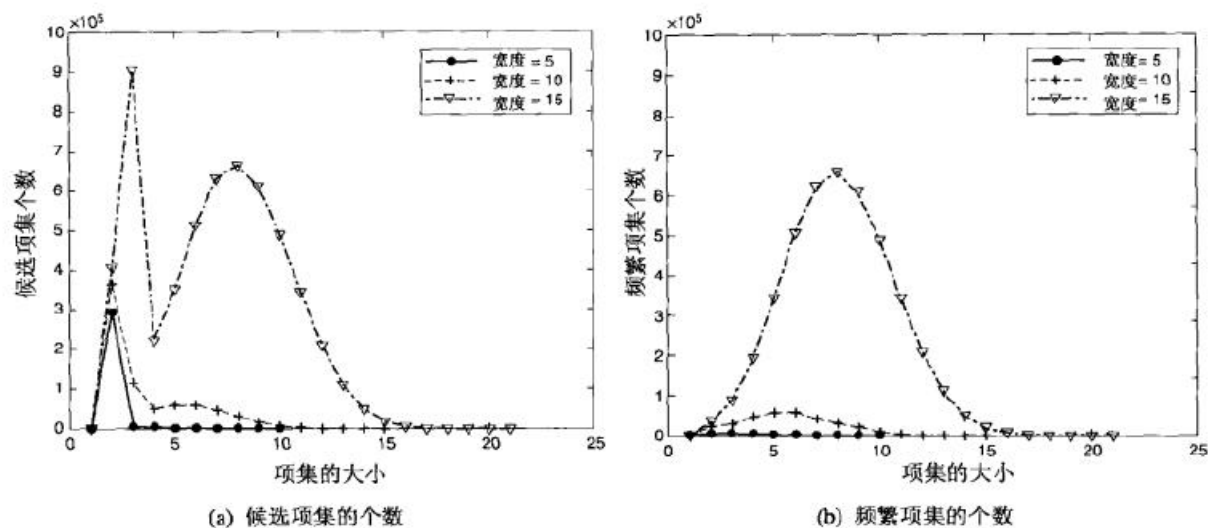 ×10⁵
10
9
8
7
6
5
4
3
2
1
0
候选项集个数
宽度 = 5
宽度 = 10
宽度 = 15
0 5 10 15 20 25
项集的大小
(a) 候选项集的个数
×10⁵
10
9
8
7
6
5
4
3
2
1
0
频繁项集个数
宽度= 5
宽度 = 10
宽度 = 15
0 5 10 15 20 25
项集的大小
(b) 频繁项集的个数